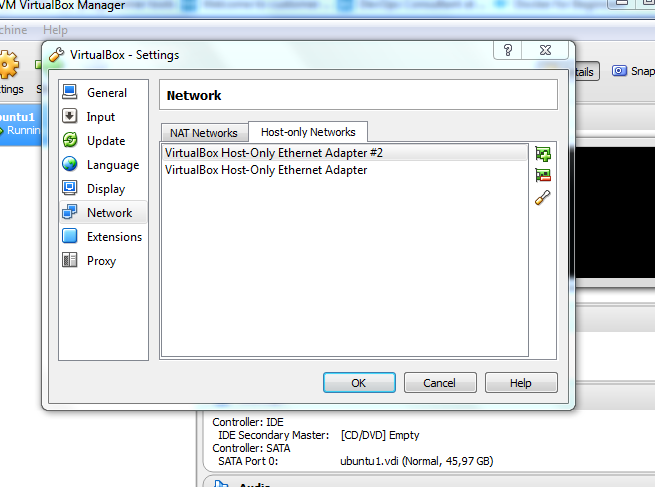 VM VirtualBox Manager
chine Help
VirtualBox - Settings
ttings
tails
Snap
buntu1
Runnin
General
Input
Update
Language
Display
Network
Extensions
Proxy
Network
NAT Networks
Host-only Networks
VirtualBox Host-Only Ethernet Adapter #2
VirtualBox Host-Only Ethernet Adapter
OK
Cancel
Help
Controller: IDE
IDE Secondary Master: [CD/DVD] Empty
Controller: SATA
SATA Port 0: ubuntu1.vdi (Normal, 45,97 GB)
Audio